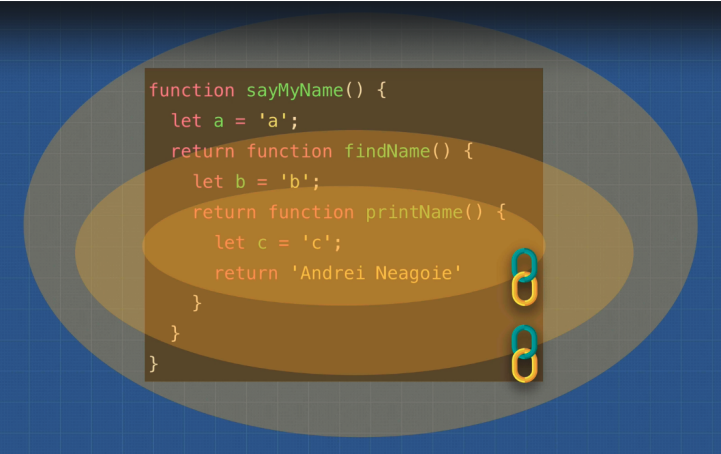 function sayMyName() {
  let a = 'a';
  return function findName() {
    let b = 'b';
    return function printName() {
      let c = 'c';
      return 'Andrei Neagoie'
    }
  }
}